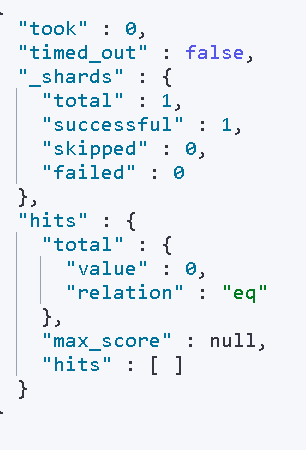 "took" : 0,
"timed_out" : false,
"_shards" : {
"total" : 1,
"successful" : 1,
"skipped" : 0,
"failed" : 0
},
"hits" : {
"total" : {
"value" : 0,
"relation" : "eq"
},
"max_score" : null,
"hits" : [ ]
}